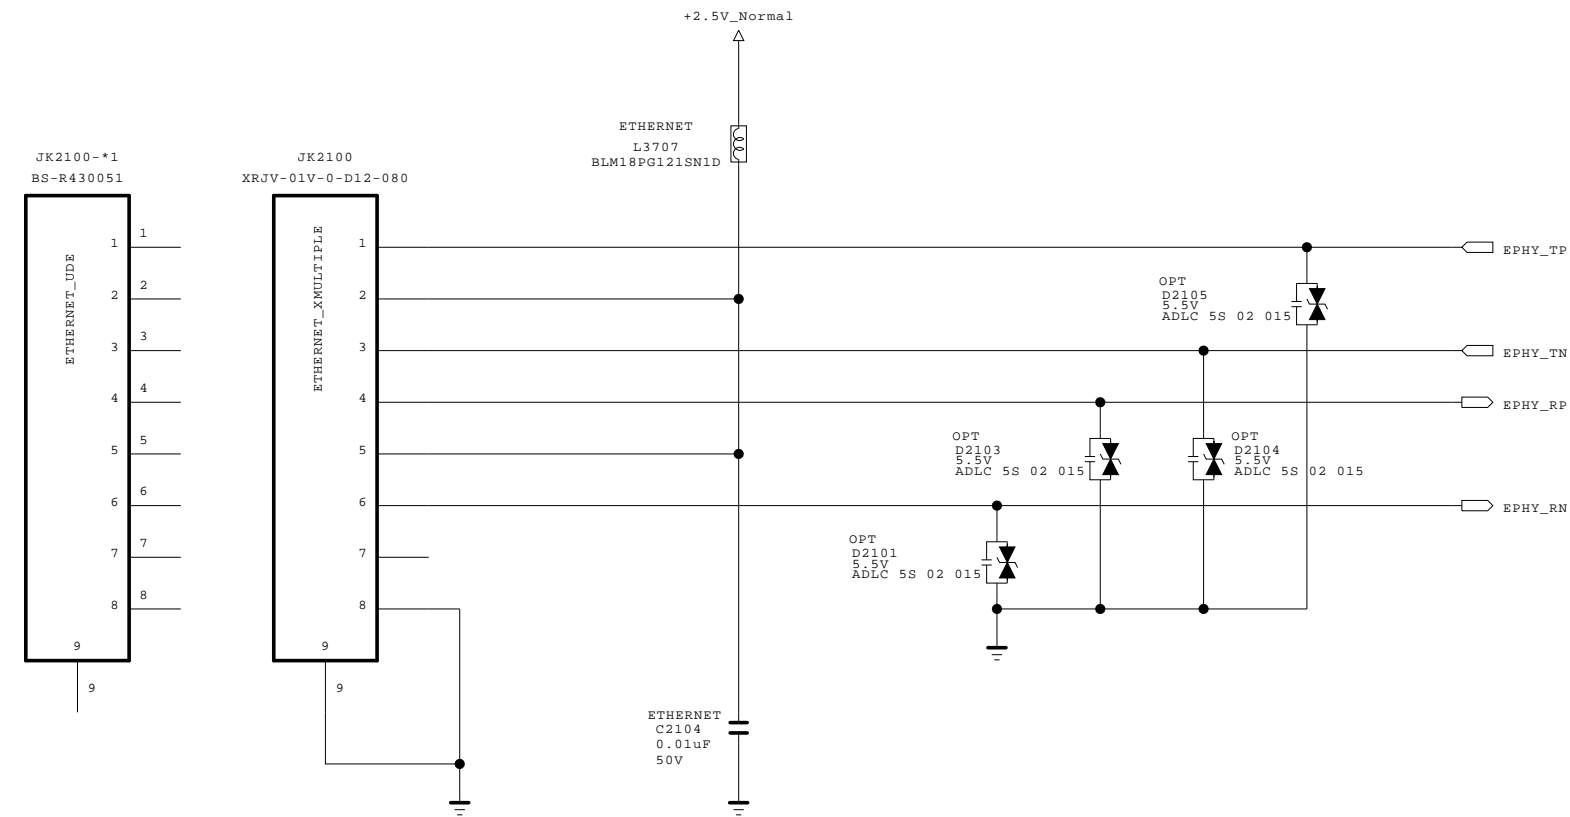 +2.5V_Normal
ETHERNET
L3707
BLM18PG121SN1D
JK2100-*1
BS-R430051
ETHERNET_UDE
1
1
2
2
3
3
4
4
5
5
6
6
7
7
8
8
9
9
JK2100
XRJV-01V-0-D12-080
ETHERNET_XMULTIPLE
1
2
3
4
5
6
7
8
9
9
EPHY_TP
OPT
D2105
5.5V
ADLC 5S 02 015
EPHY_TN
EPHY_RP
OPT
D2103
5.5V
ADLC 5S 02 015
OPT
D2104
5.5V
ADLC 5S 02 015
EPHY_RN
OPT
D2101
5.5V
ADLC 5S 02 015
ETHERNET
C2104
0.01uF
50V